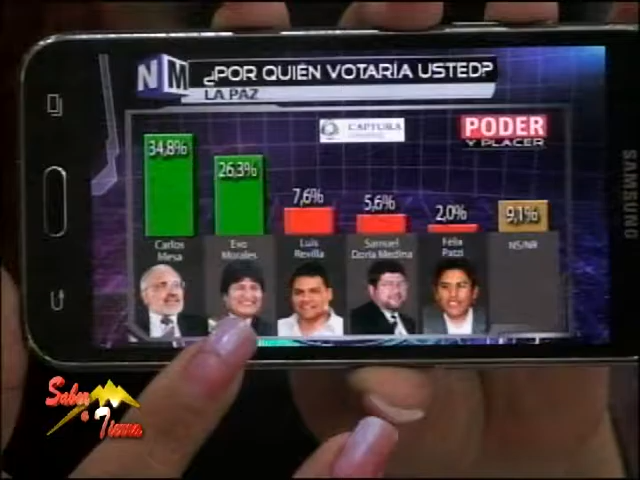 NM
¿POR QUIÉN VOTARÍA USTED?
LA PAZ
CAPTURA
PODER
Y PLACER
34,8%
26,3%
7,6%
5,6%
2,0%
9,1%
Carlos
Mesa
Evo
Morales
Luis
Revilla
Samuel
Doria Medina
Félix
Patzi
NS/NR
SAMSUNG
Sabor
a
Tierra